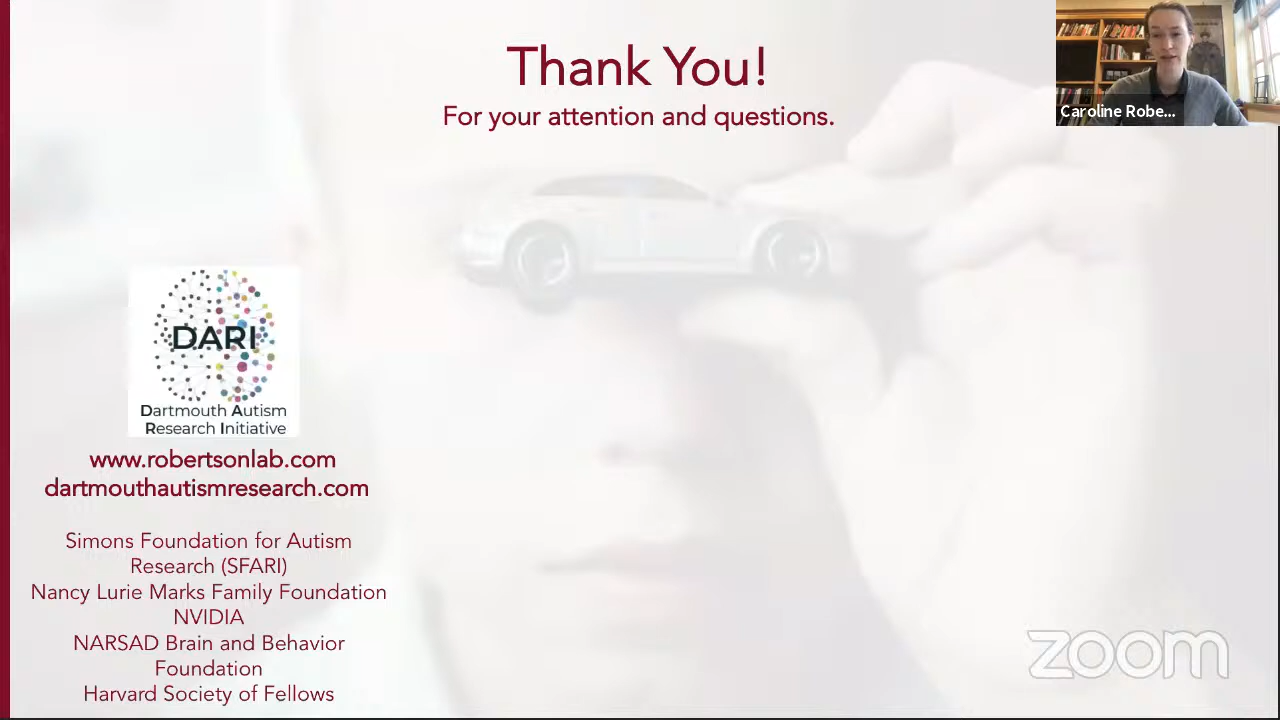 Thank You!
For your attention and questions.
Caroline Robe...
DARI
Dartmouth Autism
Research Initiative
www.robertsonlab.com
dartmouthautismresearch.com
Simons Foundation for Autism
Research (SFARI)
Nancy Lurie Marks Family Foundation
NVIDIA
NARSAD Brain and Behavior
Foundation
Harvard Society of Fellows
zoom